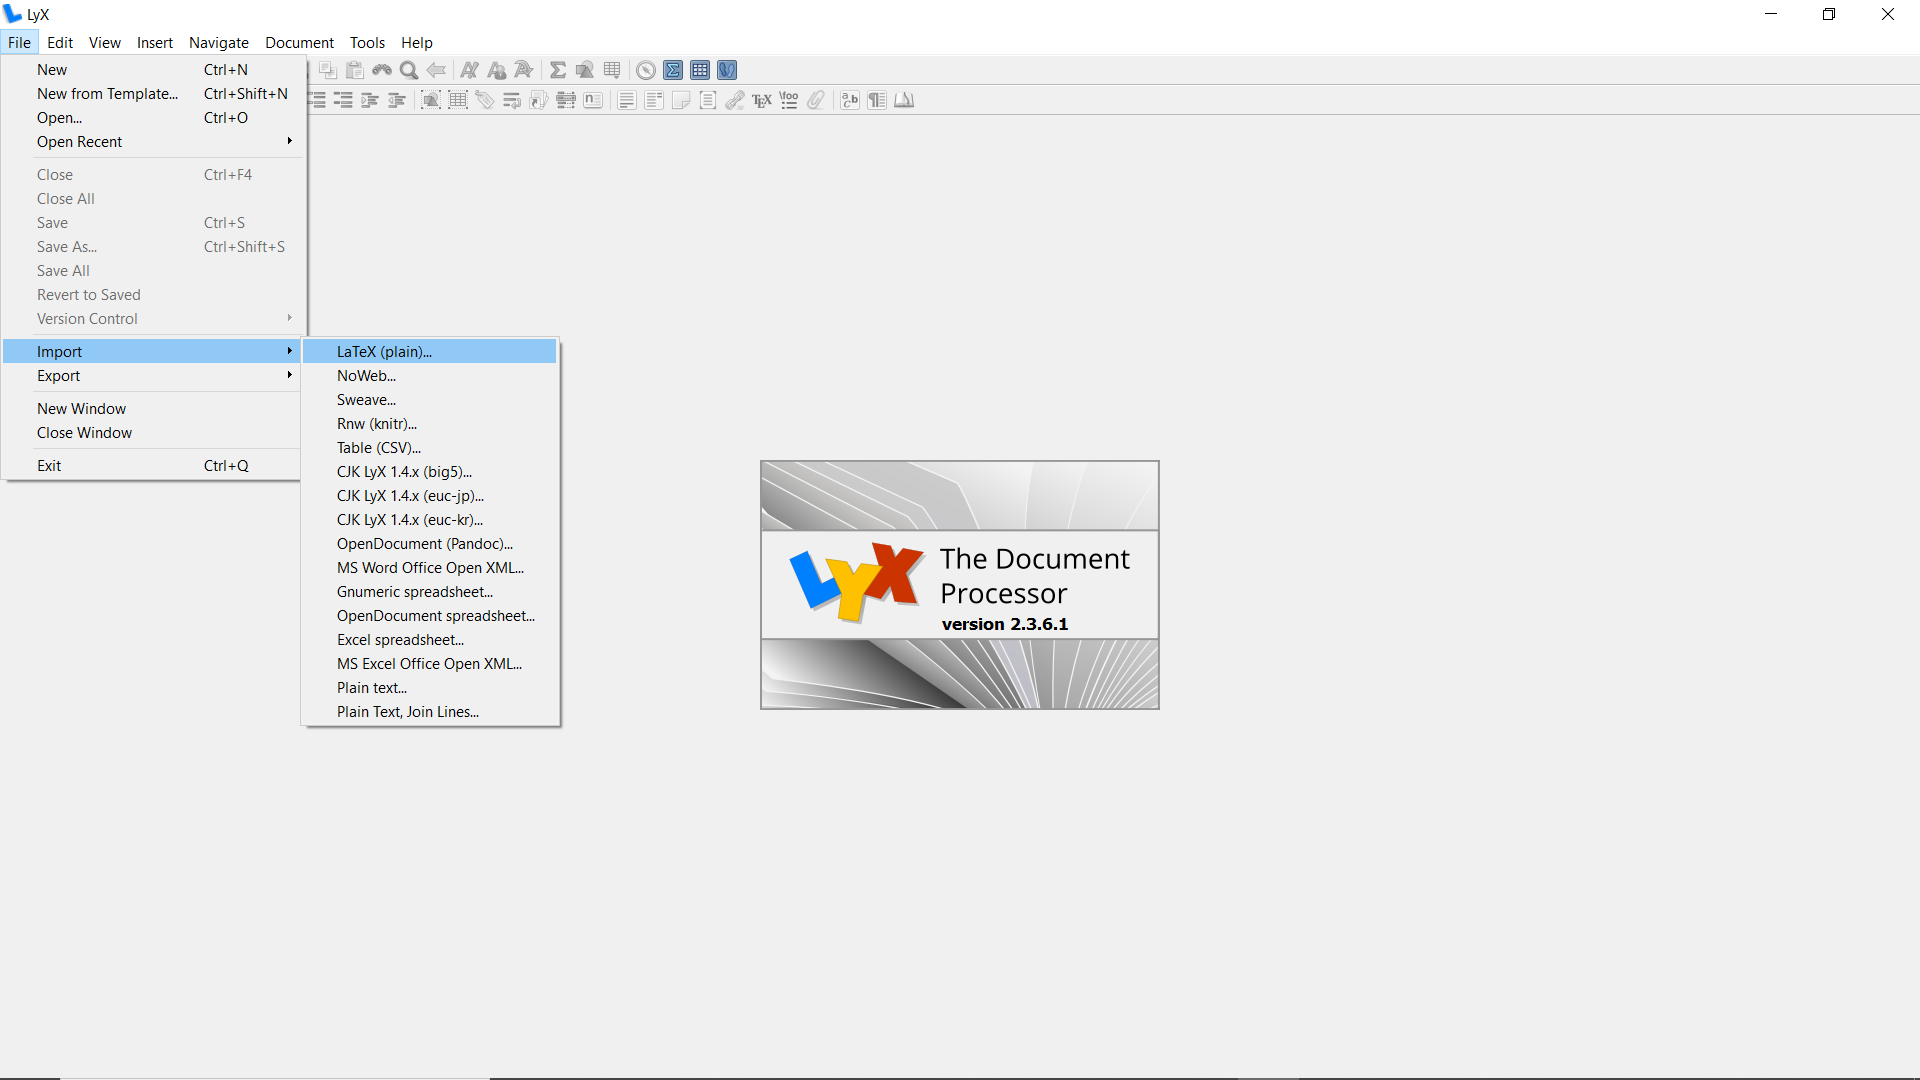 LyX
File Edit View Insert Navigate Document Tools Help
New Ctrl+N
New from Template... Ctrl+Shift+N
Open... Ctrl+O
Open Recent
Close Ctrl+F4
Close All
Save Ctrl+S
Save As... Ctrl+Shift+S
Save All
Revert to Saved
Version Control
Import
Export
New Window
Close Window
Exit Ctrl+Q
LaTeX (plain)...
NoWeb...
Sweave...
Rnw (knitr)...
Table (CSV)...
CJK LyX 1.4.x (big5)...
CJK LyX 1.4.x (euc-jp)...
CJK LyX 1.4.x (euc-kr)...
OpenDocument (Pandoc)...
MS Word Office Open XML...
Gnumeric spreadsheet...
OpenDocument spreadsheet...
Excel spreadsheet...
MS Excel Office Open XML...
Plain text...
Plain Text, Join Lines...
LyX
The Document
Processor
version 2.3.6.1